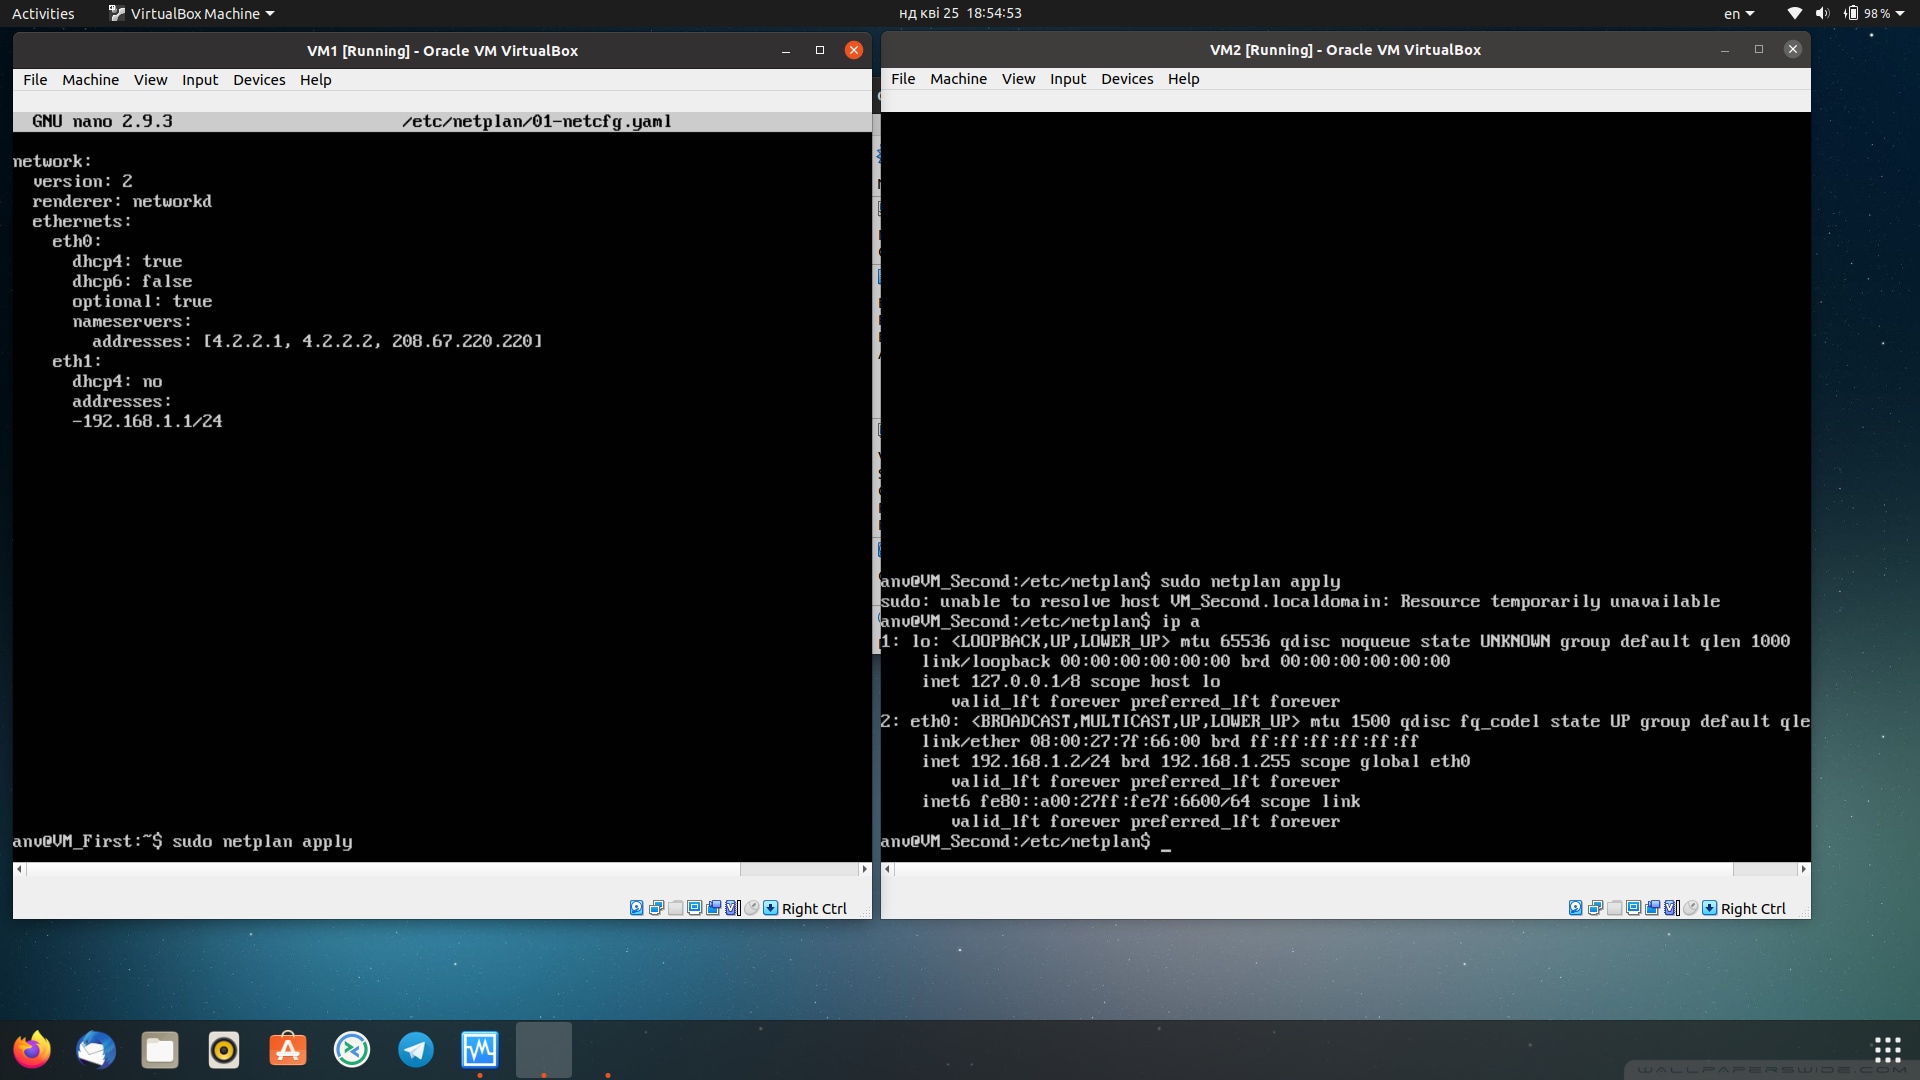 Activities
VirtualBox Machine
нд кві 25 18:54:53
en
98 %
VM1 [Running] - Oracle VM VirtualBox
File Machine View Input Devices Help
GNU nano 2.9.3 /etc/netplan/01-netcfg.yaml
network:
version: 2
renderer: networkd
ethernets:
eth0:
dhcp4: true
dhcp6: false
optional: true
nameservers:
addresses: [4.2.2.1, 4.2.2.2, 208.67.220.220]
eth1:
dhcp4: no
addresses:
-192.168.1.1/24
anv@VM_First:~$ sudo netplan apply
Right Ctrl
VM2 [Running] - Oracle VM VirtualBox
File Machine View Input Devices Help
anv@VM_Second:/etc/netplan$ sudo netplan apply
sudo: unable to resolve host VM_Second.localdomain: Resource temporarily unavailable
anv@VM_Second:/etc/netplan$ ip a
1: lo: <LOOPBACK,UP,LOWER_UP> mtu 65536 qdisc noqueue state UNKNOWN group default qlen 1000
link/loopback 00:00:00:00:00:00 brd 00:00:00:00:00:00
inet 127.0.0.1/8 scope host lo
valid_lft forever preferred_lft forever
2: eth0: <BROADCAST,MULTICAST,UP,LOWER_UP> mtu 1500 qdisc fq_codel state UP group default qle
link/ether 08:00:27:7f:66:00 brd ff:ff:ff:ff:ff:ff
inet 192.168.1.2/24 brd 192.168.1.255 scope global eth0
valid_lft forever preferred_lft forever
inet6 fe80::a00:27ff:fe7f:6600/64 scope link
valid_lft forever preferred_lft forever
anv@VM_Second:/etc/netplan$ _
Right Ctrl
WALLPAPERSWIDE.COM